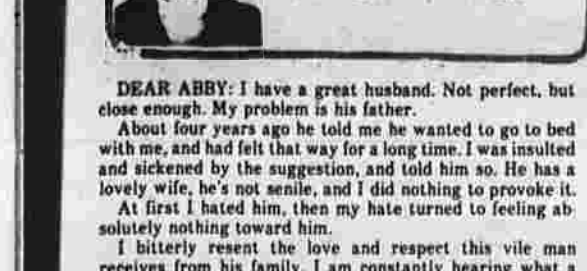 DEAR ABBY: I have a great husband. Not perfect, but
close enough. My problem is his father.
About four years ago he told me he wanted to go to bed
with me, and had felt that way for a long time. I was insulted
and sickened by the suggestion, and told him so. He has a
lovely wife, he's not senile, and I did nothing to provoke it.
At first I hated him, then my hate turned to feeling ab
solutely nothing toward him.
I bitterly resent the love and respect this vile man
receives from his family. I am constantly hearing what a